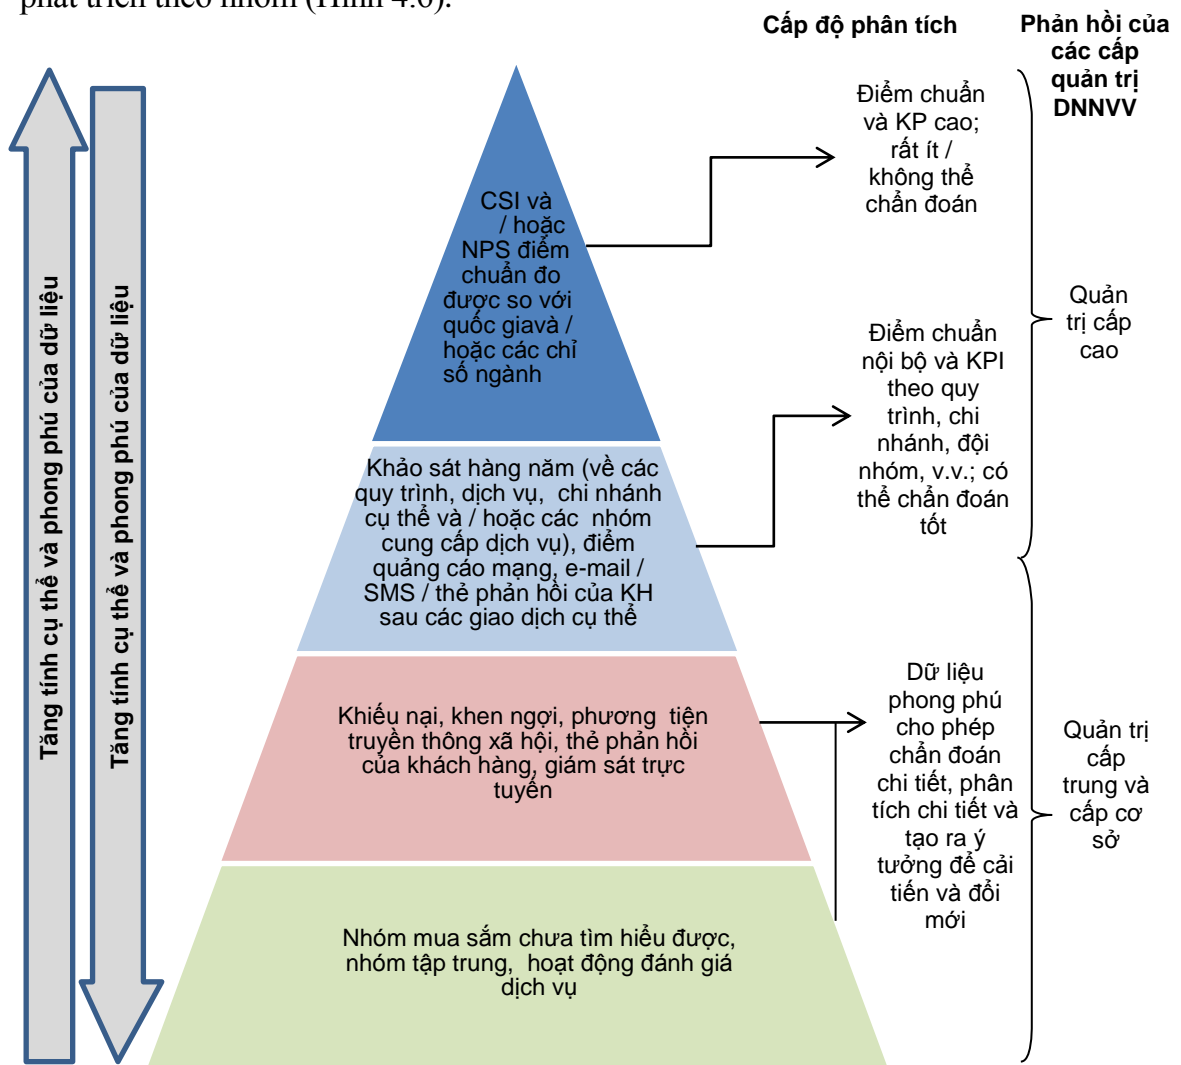 phát triển theo nhóm (Hình 4.6).
Cấp độ phân tích
Phản hồi của
các cấp
quản trị
DNNVV
Tăng tính cụ thể và phong phú của dữ liệu
Tăng tính cụ thể và phong phú của dữ liệu
CSI và
/ hoặc
NPS điểm
chuẩn đo
được so với
quốc giavà /
hoặc các chỉ
số ngành
Điểm chuẩn
và KP cao;
rất ít /
không thể
chẩn đoán
Khảo sát hàng năm (về các
quy trình, dịch vụ, chi nhánh
cụ thể và / hoặc các nhóm
cung cấp dịch vụ), điểm
quảng cáo mạng, e-mail /
SMS / thẻ phản hồi của KH
sau các giao dịch cụ thể
Điểm chuẩn
nội bộ và KPI
theo quy
trình, chi
nhánh, đội
nhóm, v.v.; có
thể chẩn đoán
tốt
Quản
trị cấp
cao
Khiếu nại, khen ngợi, phương tiện
truyền thông xã hội, thẻ phản hồi
của khách hàng, giám sát trực
tuyến
Nhóm mua sắm chưa tìm hiểu được,
nhóm tập trung, hoạt động đánh giá
dịch vụ
Dữ liệu
phong phú
cho phép
chẩn đoán
chi tiết, phân
tích chi tiết và
tạo ra ý
tưởng để cải
tiến và đổi
mới
Quản trị
cấp
trung và
cấp cơ
sở